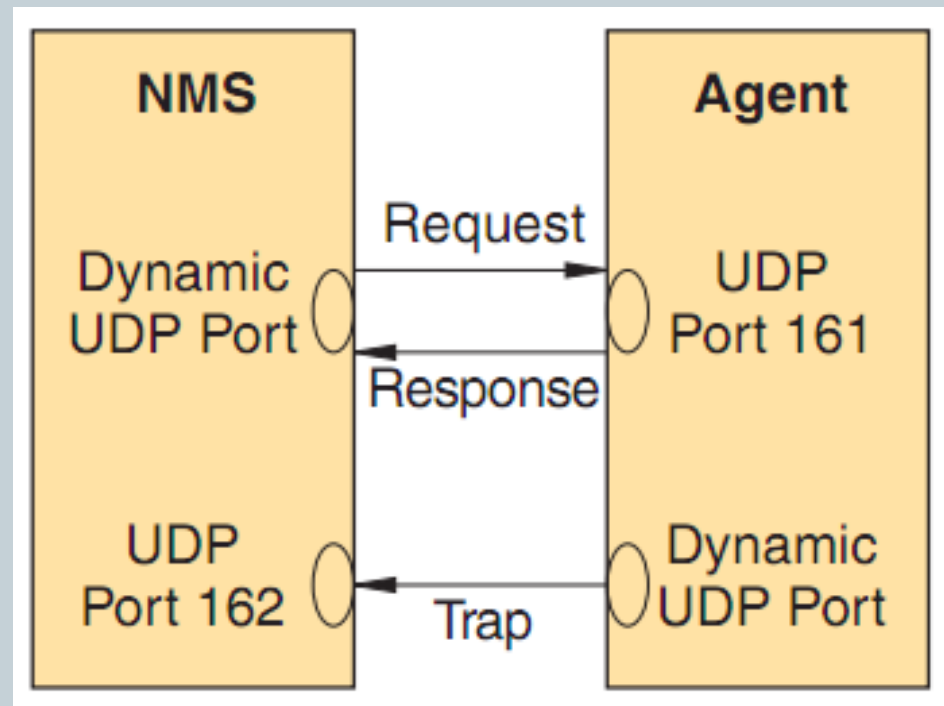 NMS
Agent
Request
Dynamic
UDP Port
UDP
Port 161
Response
UDP
Port 162
Dynamic
UDP Port
Trap